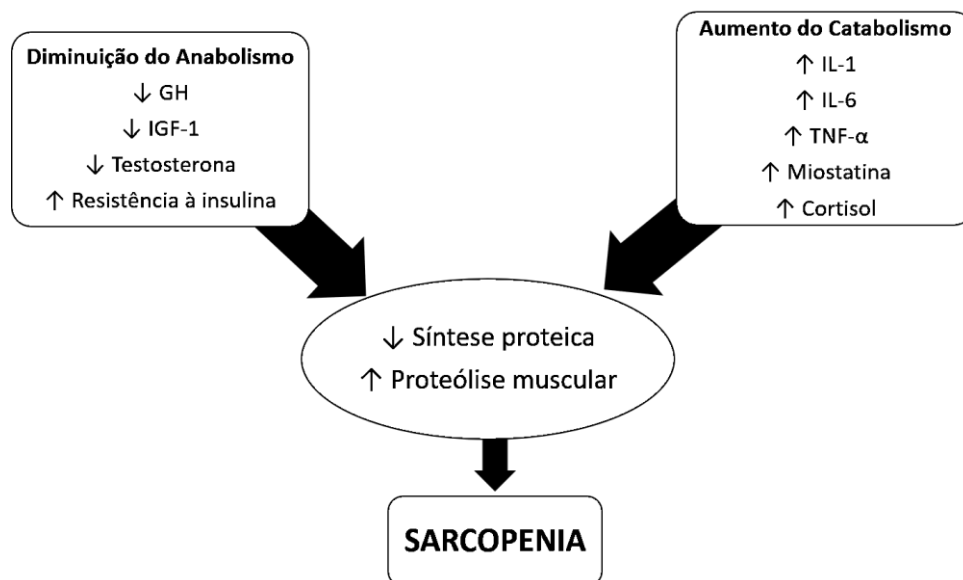 Diminuição do Anabolismo
↓ GH
↓ IGF-1
↓ Testosterona
↑ Resistência à insulina
Aumento do Catabolismo
↑ IL-1
↑ IL-6
↑ TNF-α
↑ Miostatina
↑ Cortisol
↓ Síntese proteica
↑ Proteólise muscular
SARCOPENIA